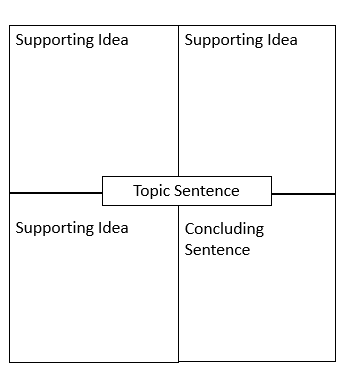 Supporting Idea
Supporting Idea
Topic Sentence
Supporting Idea
Concluding
Sentence